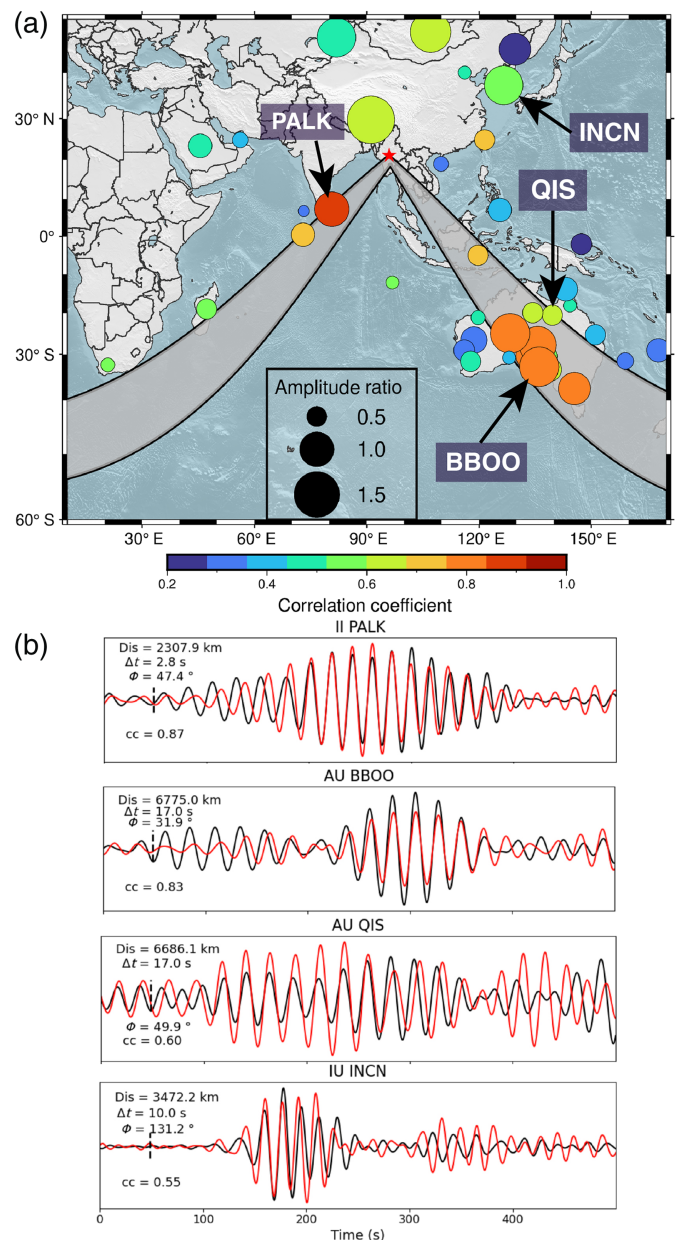 (a)
PALK
INCN
QIS
BBOO
30° N
0°
30° S
60° S
Amplitude ratio
0.5
1.0
1.5
30° E
60° E
90° E
120° E
150° E
0.2
0.4
0.6
0.8
1.0
Correlation coefficient
(b)
II PALK
Dis = 2307.9 km
Δt = 2.8 s
Φ = 47.4 °
cc = 0.87
AU BBOO
Dis = 6775.0 km
Δt = 17.0 s
Φ = 31.9 °
cc = 0.83
AU QIS
Dis = 6686.1 km
Δt = 17.0 s
Φ = 49.9 °
cc = 0.60
IU INCN
Dis = 3472.2 km
Δt = 10.0 s
Φ = 131.2 °
cc = 0.55
0
100
200
300
400
Time (s)